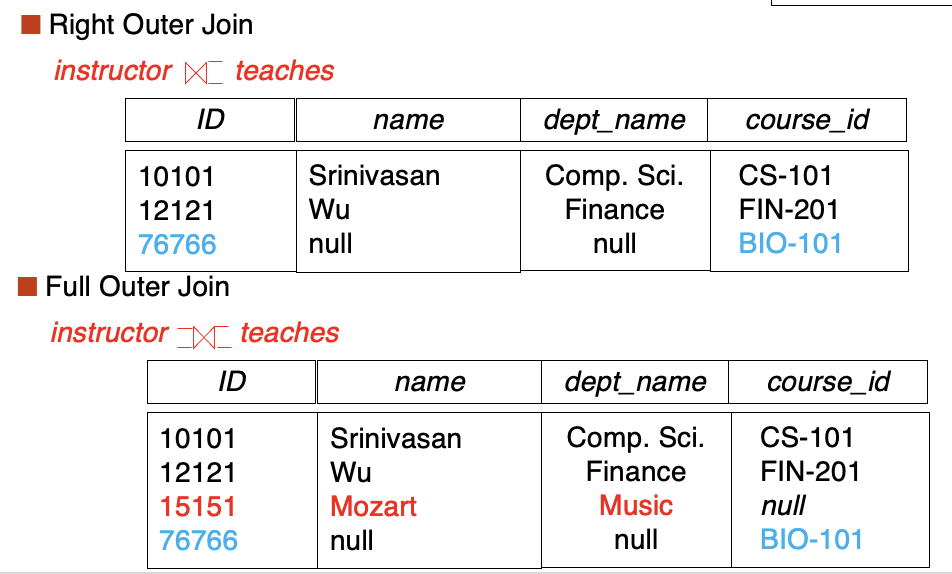 Right Outer Join
instructor ⟖ teaches
ID name dept_name course_id
10101 Srinivasan Comp. Sci. CS-101
12121 Wu Finance FIN-201
76766 null null BIO-101
Full Outer Join
instructor ⟗ teaches
ID name dept_name course_id
10101 Srinivasan Comp. Sci. CS-101
12121 Wu Finance FIN-201
15151 Mozart Music null
76766 null null BIO-101